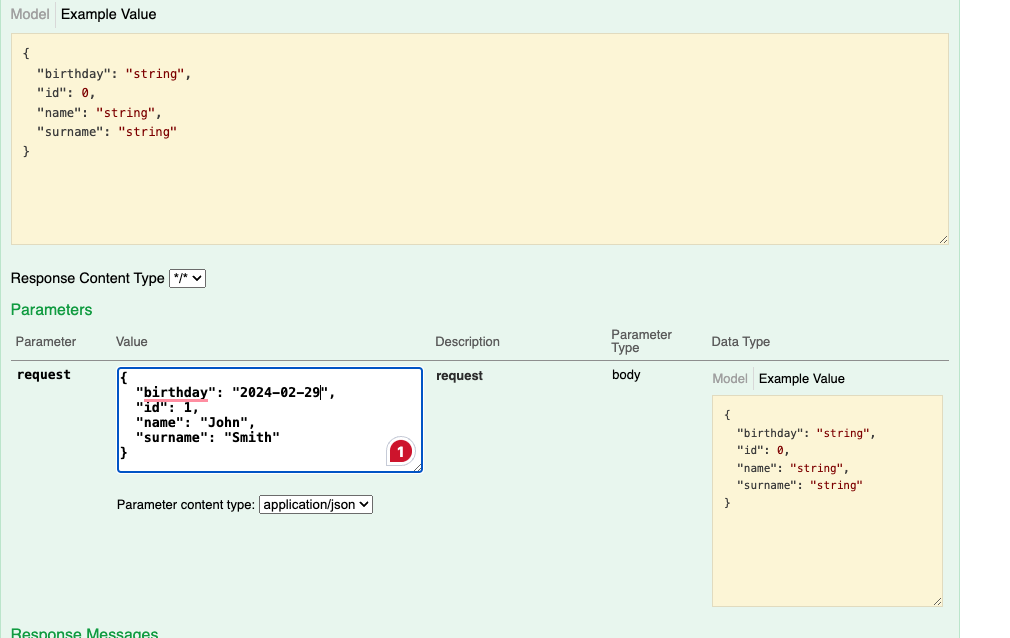 Model Example Value
{
"birthday": "string",
"id": 0,
"name": "string",
"surname": "string"
}
Response Content Type */*
Parameters
Parameter Value Description Parameter Type Data Type
request
{
"birthday": "2024-02-29",
"id": 1,
"name": "John",
"surname": "Smith"
}
1
Parameter content type: application/json
request
body
Model Example Value
{
"birthday": "string",
"id": 0,
"name": "string",
"surname": "string"
}
Response Messages